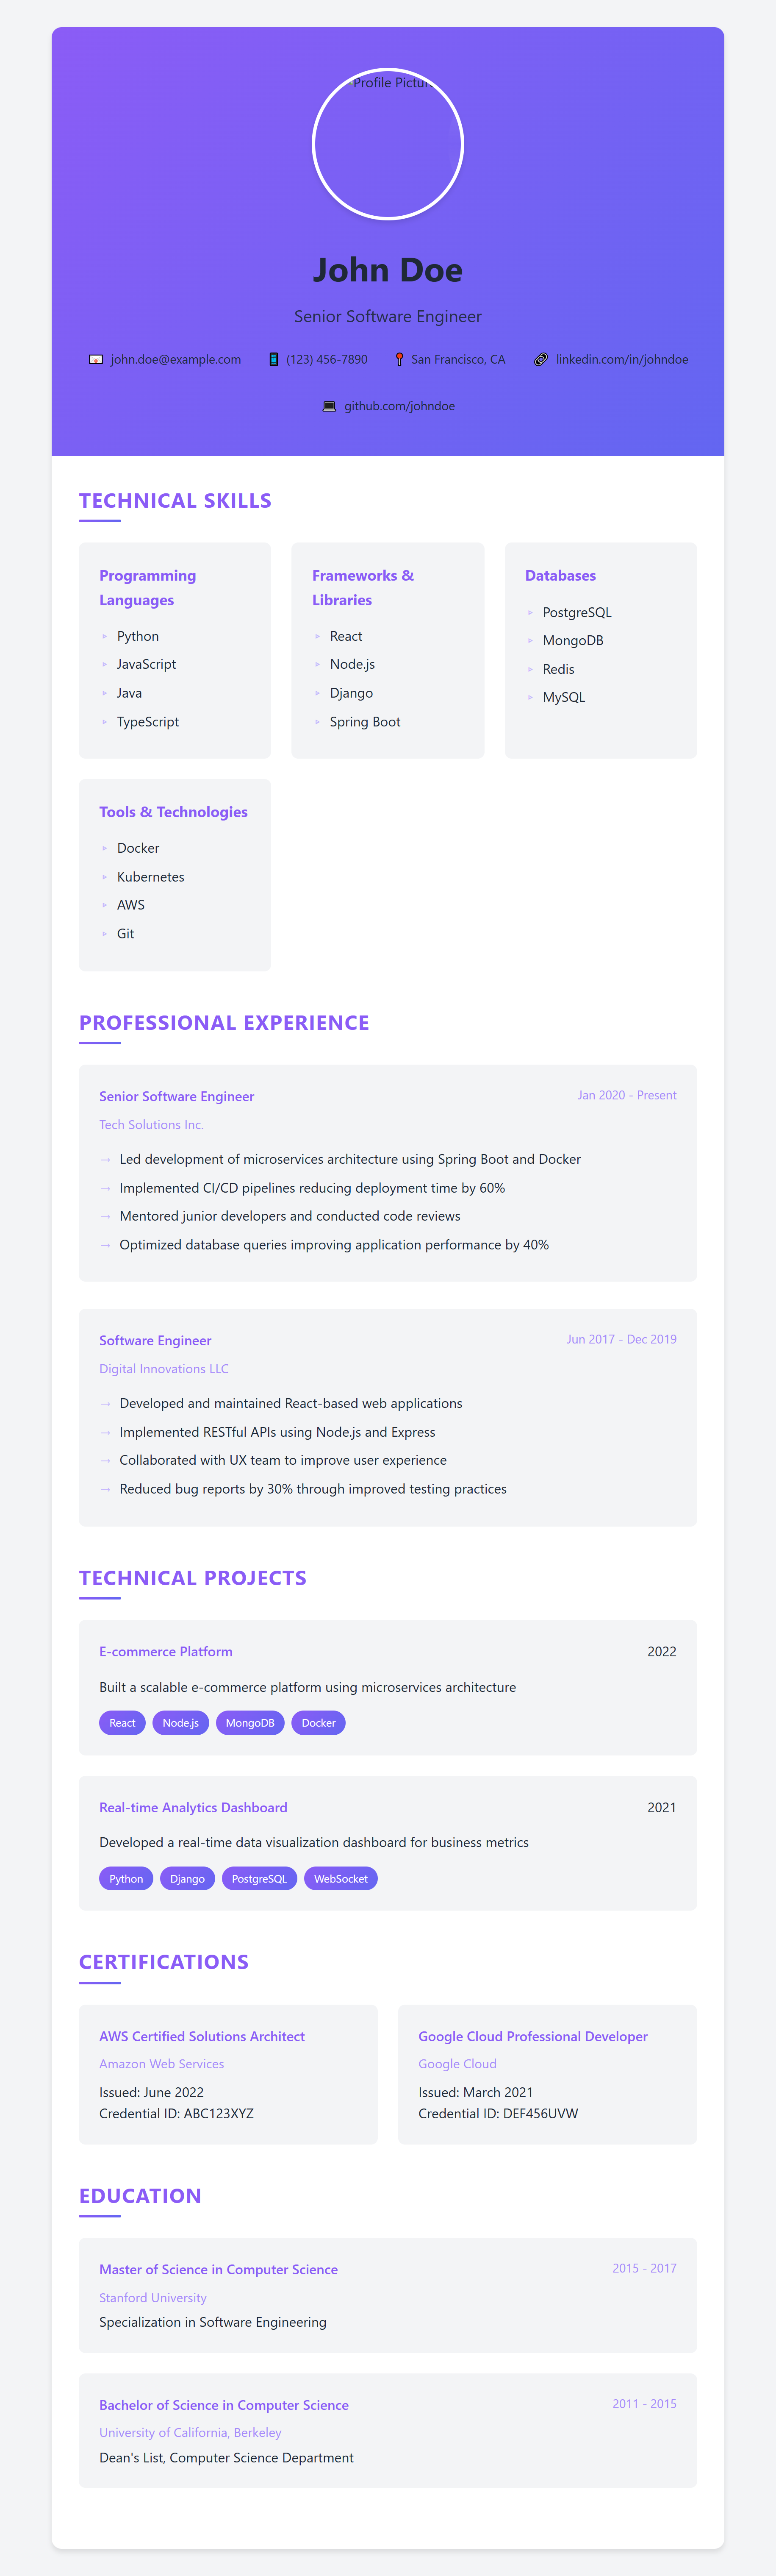 Profile Pictur
John Doe
Senior Software Engineer
john.doe@example.com (123) 456-7890 San Francisco, CA linkedin.com/in/johndoe
github.com/johndoe
TECHNICAL SKILLS
Programming
Languages
Python
JavaScript
Java
TypeScript
Frameworks &
Libraries
React
Node.js
Django
Spring Boot
Databases
PostgreSQL
MongoDB
Redis
MySQL
Tools & Technologies
Docker
Kubernetes
AWS
Git
PROFESSIONAL EXPERIENCE
Senior Software Engineer Jan 2020 - Present
Tech Solutions Inc.
→ Led development of microservices architecture using Spring Boot and Docker
→ Implemented CI/CD pipelines reducing deployment time by 60%
→ Mentored junior developers and conducted code reviews
→ Optimized database queries improving application performance by 40%
Software Engineer Jun 2017 - Dec 2019
Digital Innovations LLC
→ Developed and maintained React-based web applications
→ Implemented RESTful APIs using Node.js and Express
→ Collaborated with UX team to improve user experience
→ Reduced bug reports by 30% through improved testing practices
TECHNICAL PROJECTS
E-commerce Platform 2022
Built a scalable e-commerce platform using microservices architecture
React Node.js MongoDB Docker
Real-time Analytics Dashboard 2021
Developed a real-time data visualization dashboard for business metrics
Python Django PostgreSQL WebSocket
CERTIFICATIONS
AWS Certified Solutions Architect
Amazon Web Services
Issued: June 2022
Credential ID: ABC123XYZ
Google Cloud Professional Developer
Google Cloud
Issued: March 2021
Credential ID: DEF456UVW
EDUCATION
Master of Science in Computer Science 2015 - 2017
Stanford University
Specialization in Software Engineering
Bachelor of Science in Computer Science 2011 - 2015
University of California, Berkeley
Dean's List, Computer Science Department